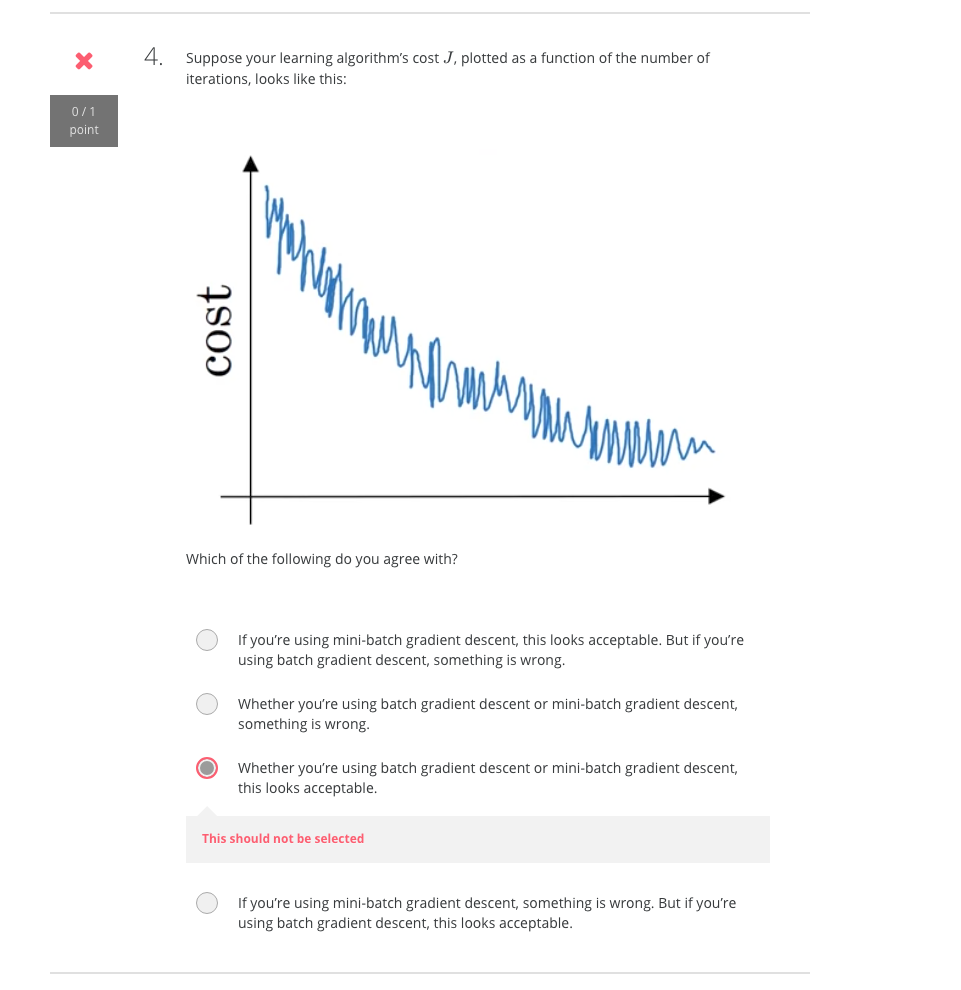 4. Suppose your learning algorithm’s cost J, plotted as a function of the number of
iterations, looks like this:
0 / 1
point
cost
Which of the following do you agree with?
If you’re using mini-batch gradient descent, this looks acceptable. But if you’re
using batch gradient descent, something is wrong.
Whether you’re using batch gradient descent or mini-batch gradient descent,
something is wrong.
Whether you’re using batch gradient descent or mini-batch gradient descent,
this looks acceptable.
This should not be selected
If you’re using mini-batch gradient descent, something is wrong. But if you’re
using batch gradient descent, this looks acceptable.